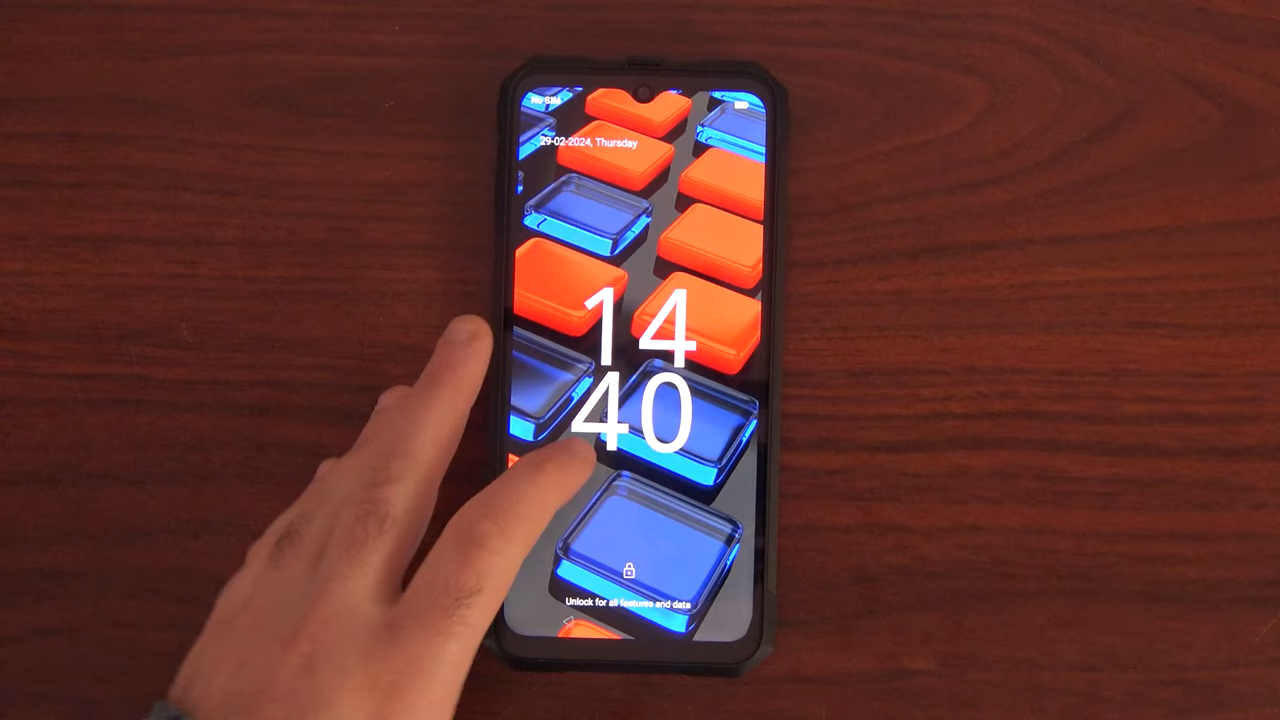 No SIM
29-02-2024, Thursday
14
40
Unlock for all features and data